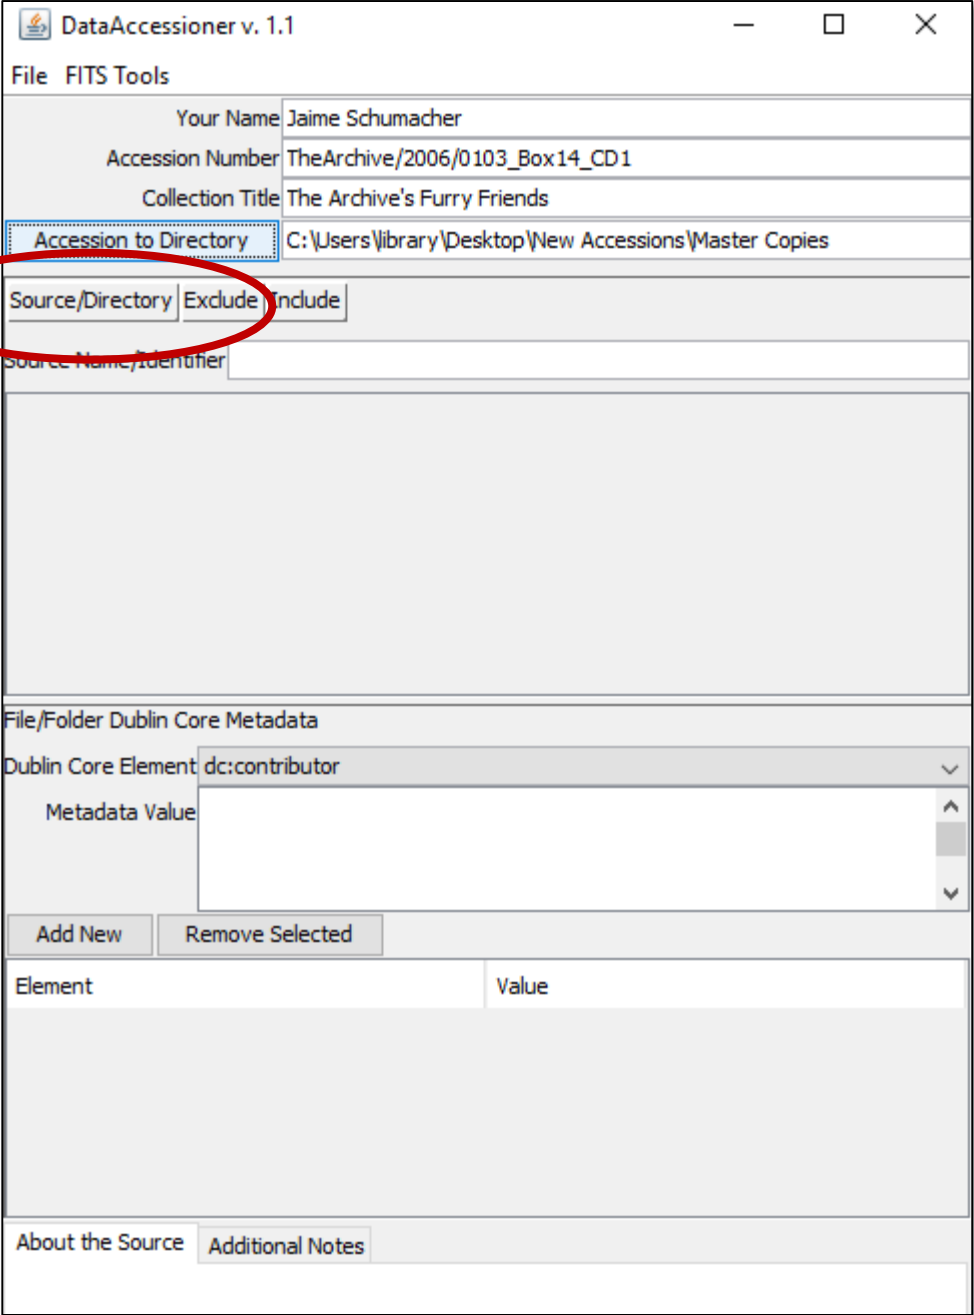 DataAccessioner v. 1.1
File FITS Tools
Your Name Jaime Schumacher
Accession Number TheArchive/2006/0103_Box14_CD1
Collection Title The Archive's Furry Friends
Accession to Directory C:\Users\library\Desktop\New Accessions\Master Copies
Source/Directory Exclude Include
Source Name/Identifier
File/Folder Dublin Core Metadata
Dublin Core Element dc:contributor
Metadata Value
Add New Remove Selected
Element Value
About the Source Additional Notes